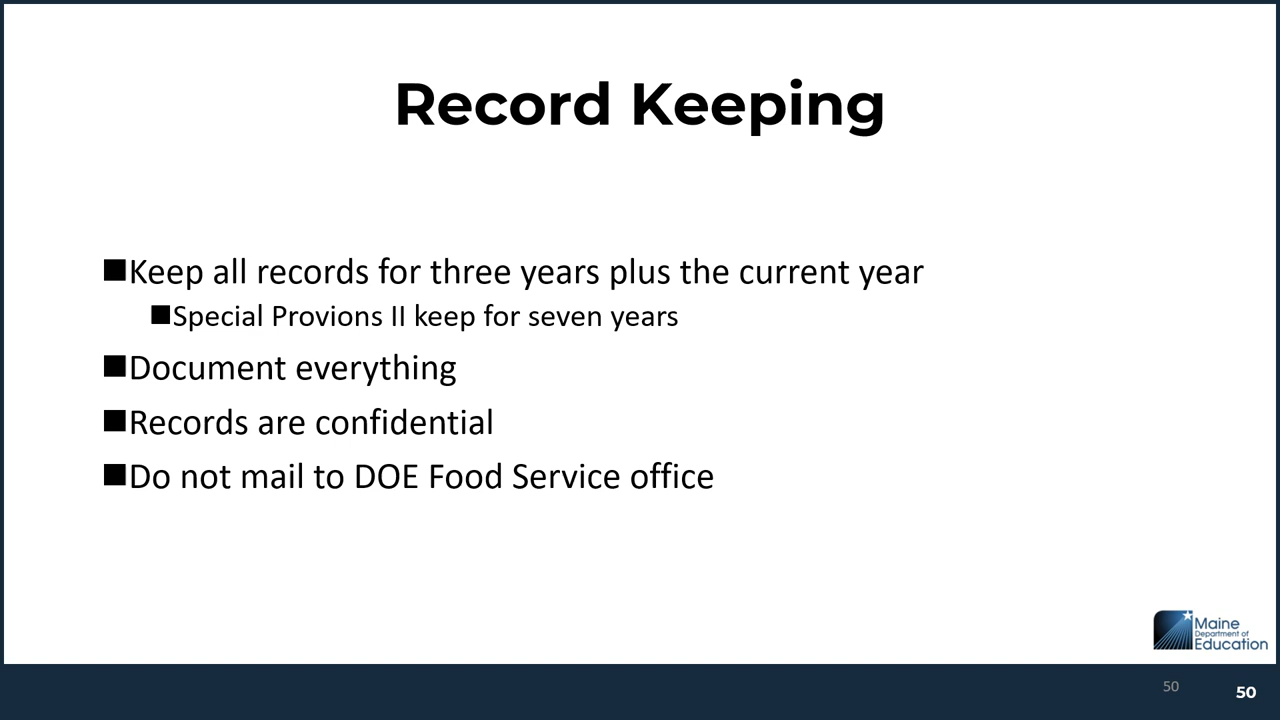 Record Keeping
■Keep all records for three years plus the current year
■Special Provions II keep for seven years
■Document everything
■Records are confidential
■Do not mail to DOE Food Service office
Maine
Department of
Education
50
50